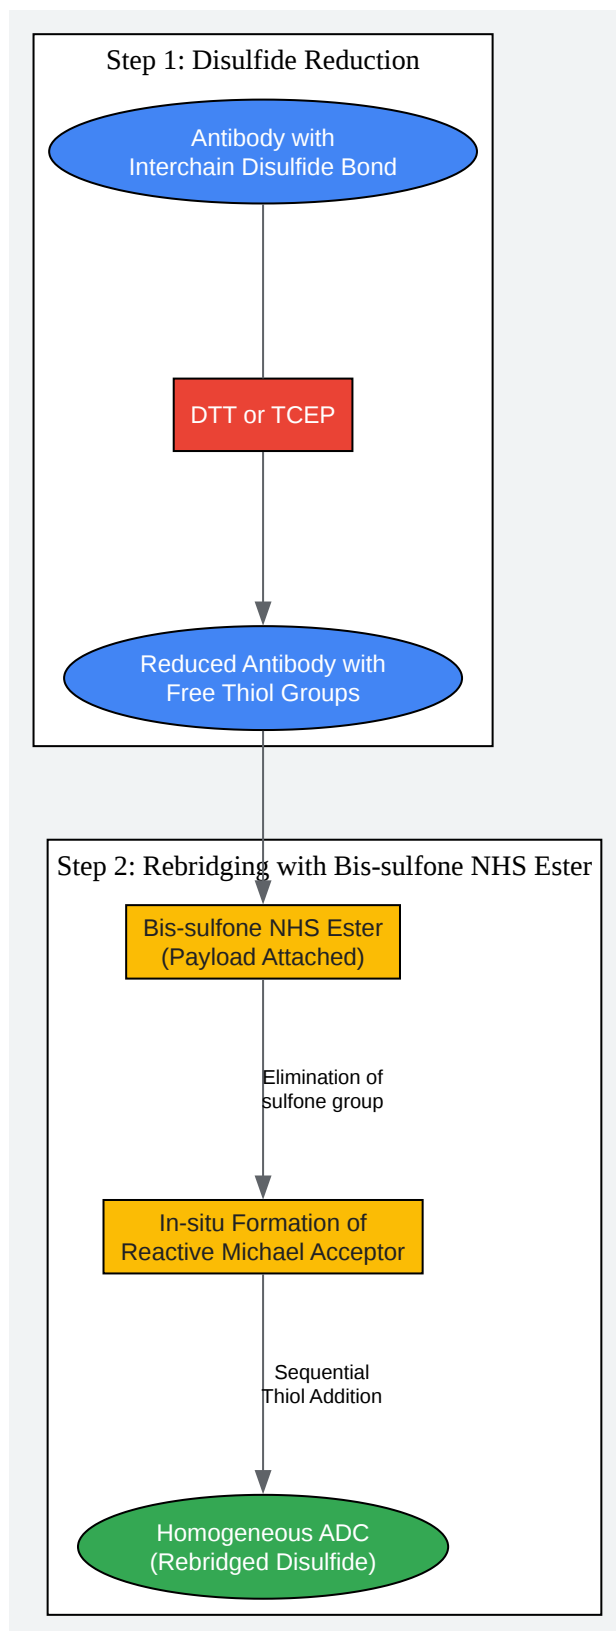 Step 1: Disulfide Reduction
Antibody with
Interchain Disulfide Bond
DTT or TCEP
Reduced Antibody with
Free Thiol Groups
Step 2: Rebridging with Bis-sulfone NHS Ester
Bis-sulfone NHS Ester
(Payload Attached)
Elimination of
sulfone group
In-situ Formation of
Reactive Michael Acceptor
Sequential
Thiol Addition
Homogeneous ADC
(Rebridged Disulfide)